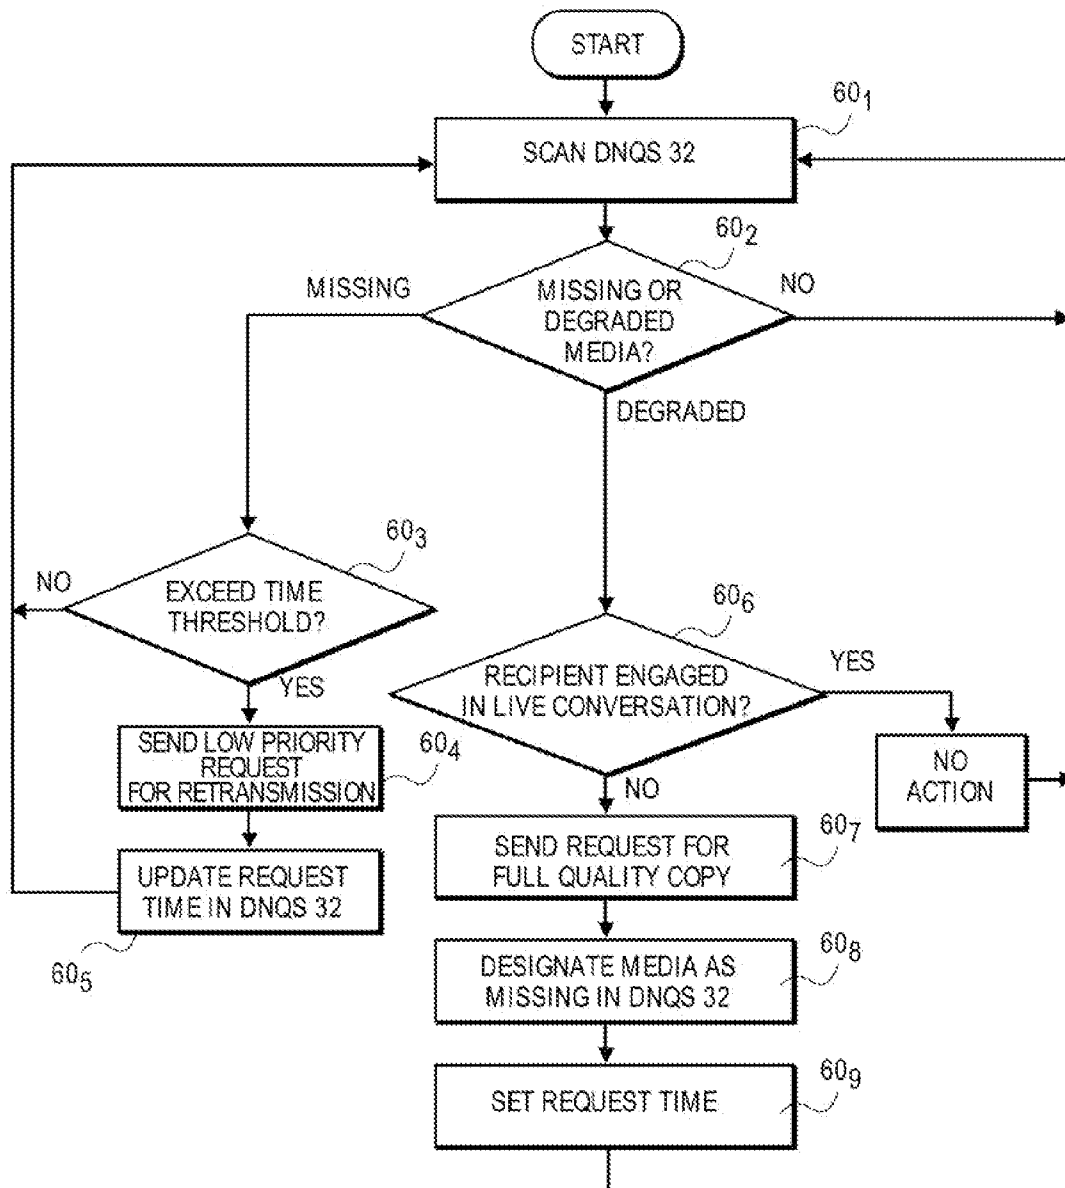 START
60₁
SCAN DNQS 32
60₂
MISSING
MISSING OR
DEGRADED
MEDIA?
NO
DEGRADED
60₃
NO
EXCEED TIME
THRESHOLD?
YES
60₆
RECIPIENT ENGAGED
IN LIVE CONVERSATION?
YES
SEND LOW PRIORITY
REQUEST
FOR RETRANSMISSION
60₄
NO
ACTION
NO
UPDATE REQUEST
TIME IN DNQS 32
60₅
SEND REQUEST FOR
FULL QUALITY COPY
60₇
DESIGNATE MEDIA AS
MISSING IN DNQS 32
60₈
SET REQUEST TIME
60₉